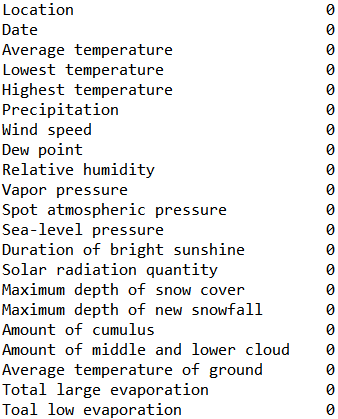 Location 0
Date 0
Average temperature 0
Lowest temperature 0
Highest temperature 0
Precipitation 0
Wind speed 0
Dew point 0
Relative humidity 0
Vapor pressure 0
Spot atmospheric pressure 0
Sea-level pressure 0
Duration of bright sunshine 0
Solar radiation quantity 0
Maximum depth of snow cover 0
Maximum depth of new snowfall 0
Amount of cumulus 0
Amount of middle and lower cloud 0
Average temperature of ground 0
Total large evaporation 0
Toal low evaporation 0